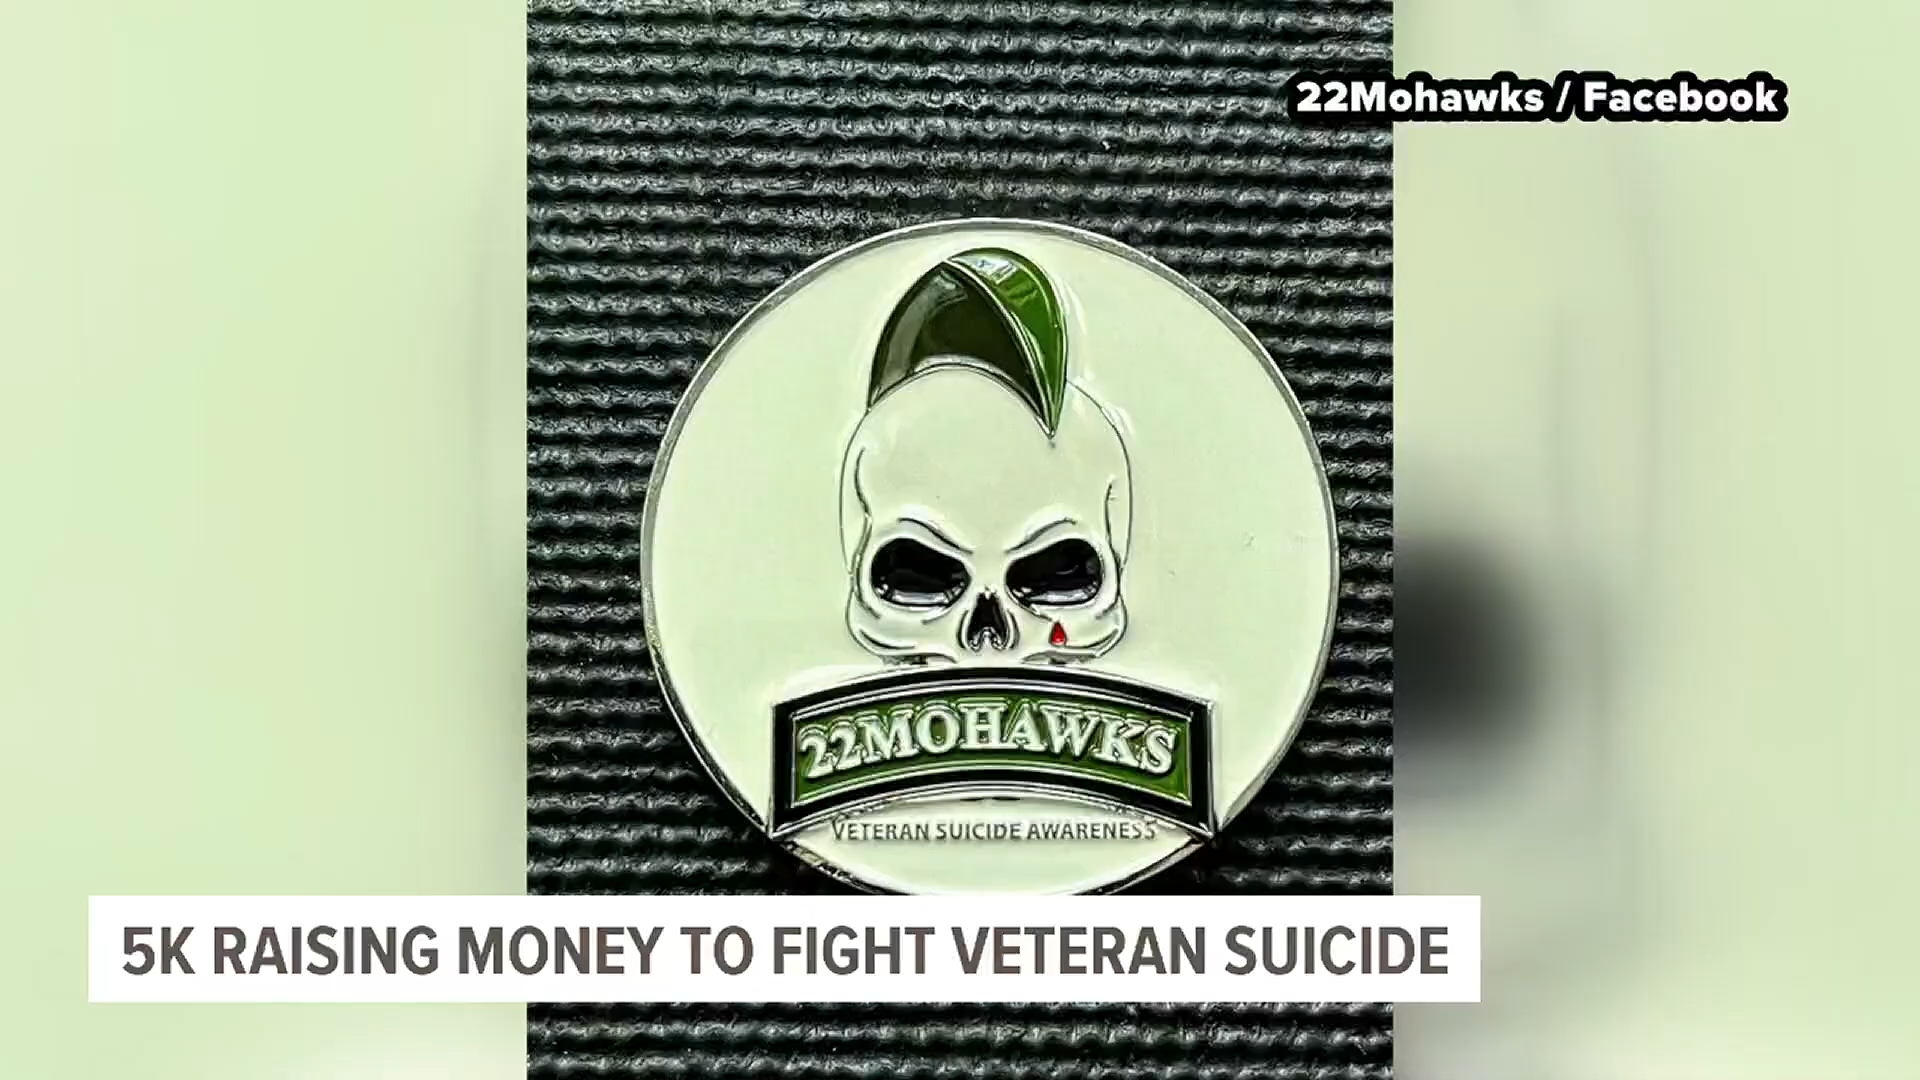 22Mohawks / Facebook
22MOHAWKS
VETERAN SUICIDE AWARENESS
5K RAISING MONEY TO FIGHT VETERAN SUICIDE